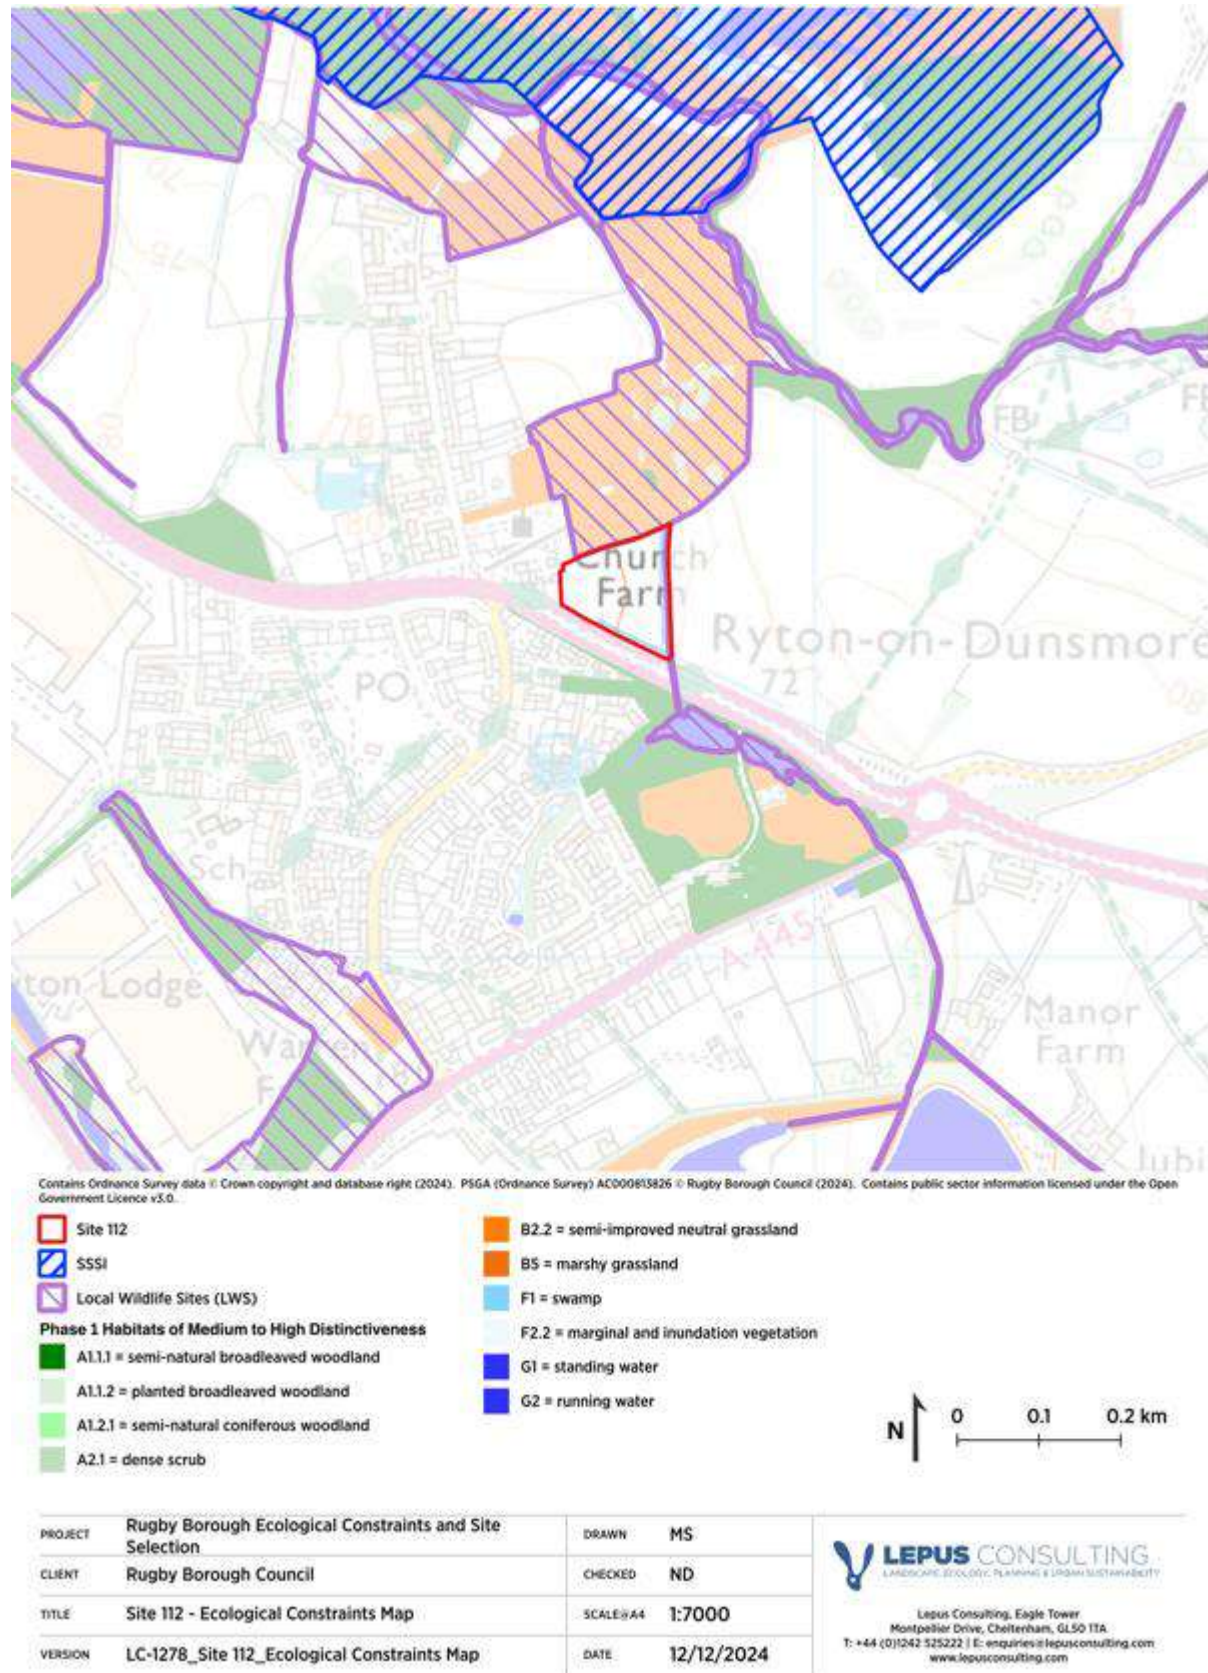 70
75
80
78
FB
Church
Farm
Ryton-on-Dunsmore
72
80
PO
Sch
A 445
ton Lodge
Manor
Farm
Contains Ordnance Survey data © Crown copyright and database right (2024). PSGA (Ordnance Survey) AC0000813826 © Rugby Borough Council (2024). Contains public sector information licensed under the Open
Government Licence v3.0.
Site 112
SSSI
Local Wildlife Sites (LWS)
Phase 1 Habitats of Medium to High Distinctiveness
A1.1.1 = semi-natural broadleaved woodland
A1.1.2 = planted broadleaved woodland
A1.2.1 = semi-natural coniferous woodland
A2.1 = dense scrub
B2.2 = semi-improved neutral grassland
B5 = marshy grassland
F1 = swamp
F2.2 = marginal and inundation vegetation
G1 = standing water
G2 = running water
N
0 0.1 0.2 km
PROJECT Rugby Borough Ecological Constraints and Site
Selection
DRAWN MS
CLIENT Rugby Borough Council
CHECKED ND
TITLE Site 112 - Ecological Constraints Map
SCALE@A4 1:7000
VERSION LC-1278_Site 112_Ecological Constraints Map
DATE 12/12/2024
LEPUS CONSULTING
LANDSCAPE, ECOLOGY, PLANNING & URBAN SUSTAINABILITY
Lepus Consulting, Eagle Tower
Montpellier Drive, Cheltenham, GL50 1TA
T: +44 (0)1242 525222 | E: enquiries@lepusconsulting.com
www.lepusconsulting.com